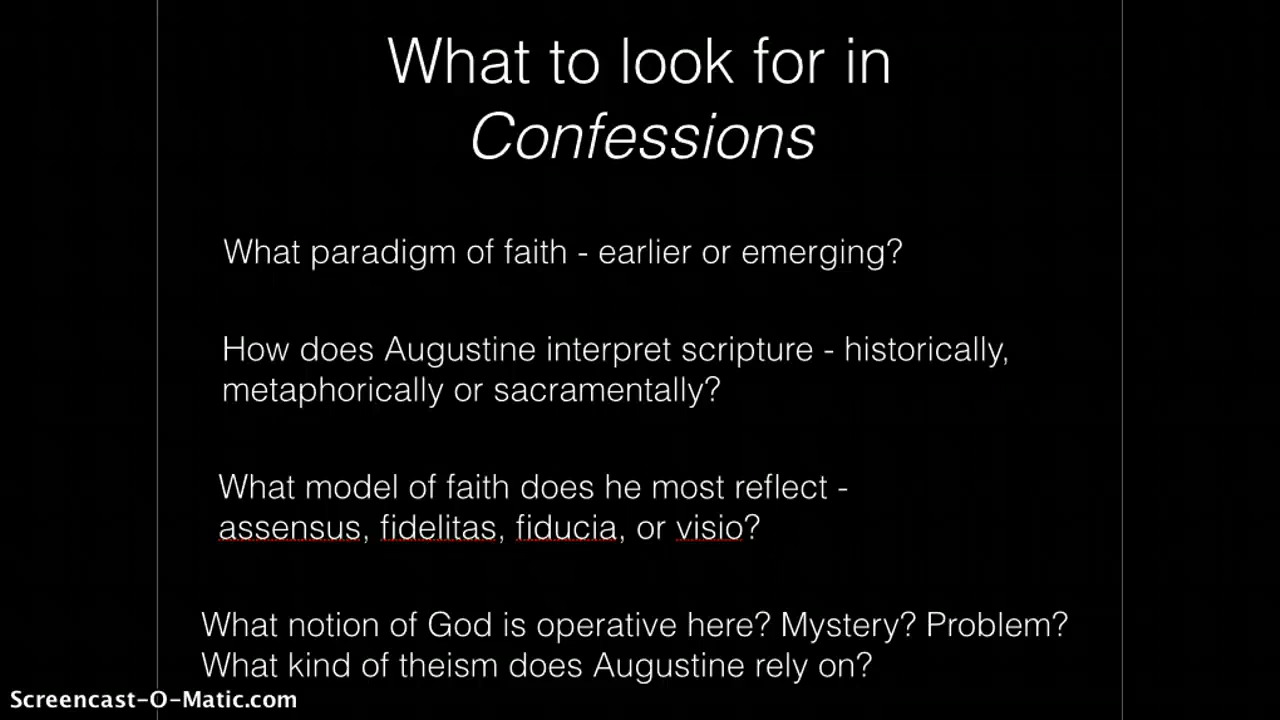 What to look for in
Confessions
What paradigm of faith - earlier or emerging?
How does Augustine interpret scripture - historically,
metaphorically or sacramentally?
What model of faith does he most reflect -
assensus, fidelitas, fiducia, or visio?
What notion of God is operative here? Mystery? Problem?
What kind of theism does Augustine rely on?
Screencast-O-Matic.com